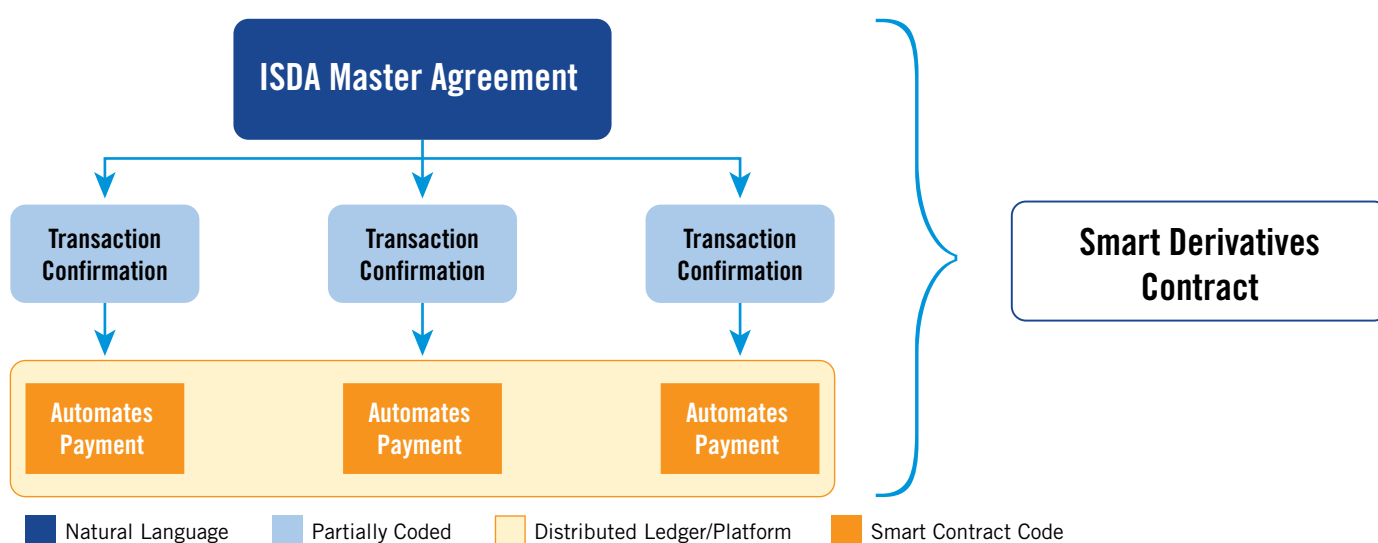 ISDA Master Agreement
Transaction
Confirmation
Transaction
Confirmation
Transaction
Confirmation
Smart Derivatives
Contract
Automates
Payment
Automates
Payment
Automates
Payment
Natural Language
Partially Coded
Distributed Ledger/Platform
Smart Contract Code